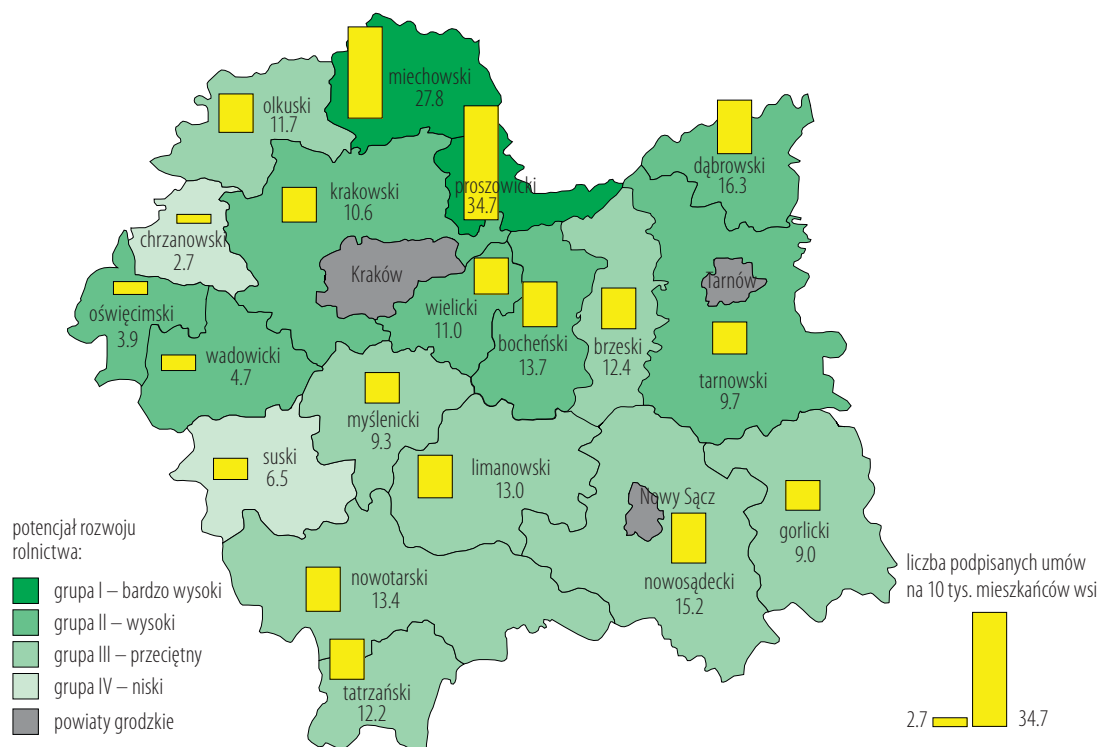 miechowski
27.8
olkuski
11.7
proszowicki
34.7
dąbrowski
16.3
krakowski
10.6
chrzanowski
2.7
Kraków
Tarnów
oświęcimski
3.9
wielicki
11.0
bocheński
13.7
brzeski
12.4
wadowicki
4.7
tarnowski
9.7
myślenicki
9.3
suski
6.5
limanowski
13.0
Nowy Sącz
gorlicki
9.0
nowotarski
13.4
nowosądecki
15.2
tatrzański
12.2
potencjał rozwoju
rolnictwa:
grupa I – bardzo wysoki
grupa II – wysoki
grupa III – przeciętny
grupa IV – niski
powiaty grodzkie
liczba podpisanych umów
na 10 tys. mieszkańców wsi
2.7
34.7